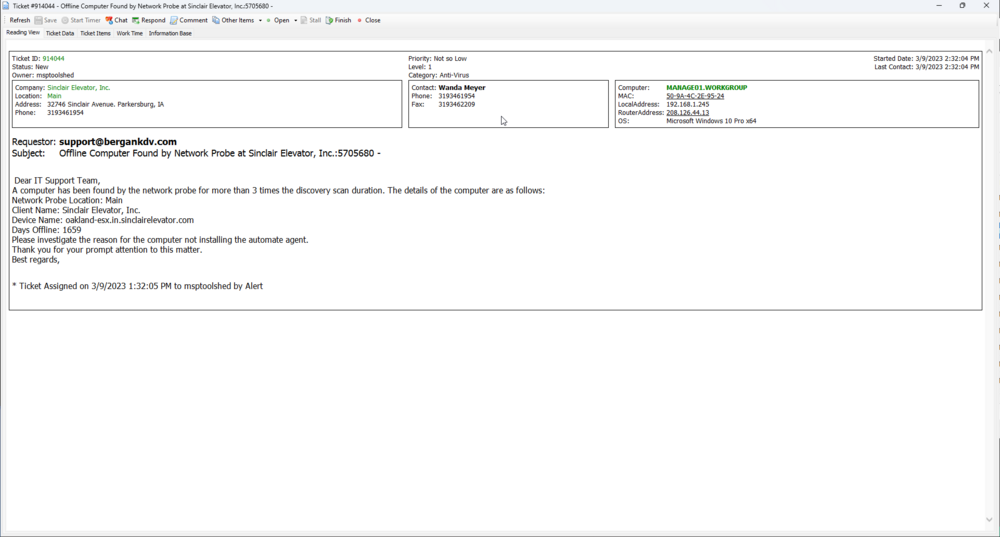 Ticket #914044 - Offline Computer Found by Network Probe at Sinclair Elevator, Inc.:5705680 -
Refresh Save Start Timer Chat Respond Comment Other Items Open Stall Finish Close
Reading View Ticket Data Ticket Items Work Time Information Base
Ticket ID: 914044 Priority: Not so Low Started Date: 3/9/2023 2:32:04 PM
Status: New Level: 1 Last Contact: 3/9/2023 2:32:04 PM
Owner: msptoolshed Category: Anti-Virus
Company: Sinclair Elevator, Inc. Contact: Wanda Meyer Computer: MANAGE01.WORKGROUP
Location: Main Phone: 3193461954 MAC: 50-9A-4C-2E-95-24
Address: 32746 Sinclair Avenue. Parkersburg, IA Fax: 3193462209 LocalAddress: 192.168.1.245
Phone: 3193461954 RouterAddress: 208.126.44.13
OS: Microsoft Windows 10 Pro x64
Requestor: support@bergankdv.com
Subject: Offline Computer Found by Network Probe at Sinclair Elevator, Inc.:5705680 -
Dear IT Support Team,
A computer has been found by the network probe for more than 3 times the discovery scan duration. The details of the computer are as follows:
Network Probe Location: Main
Client Name: Sinclair Elevator, Inc.
Device Name: oakland-esx.in.sinclairelevator.com
Days Offline: 1659
Please investigate the reason for the computer not installing the automate agent.
Thank you for your prompt attention to this matter.
Best regards,
* Ticket Assigned on 3/9/2023 1:32:05 PM to msptoolshed by Alert